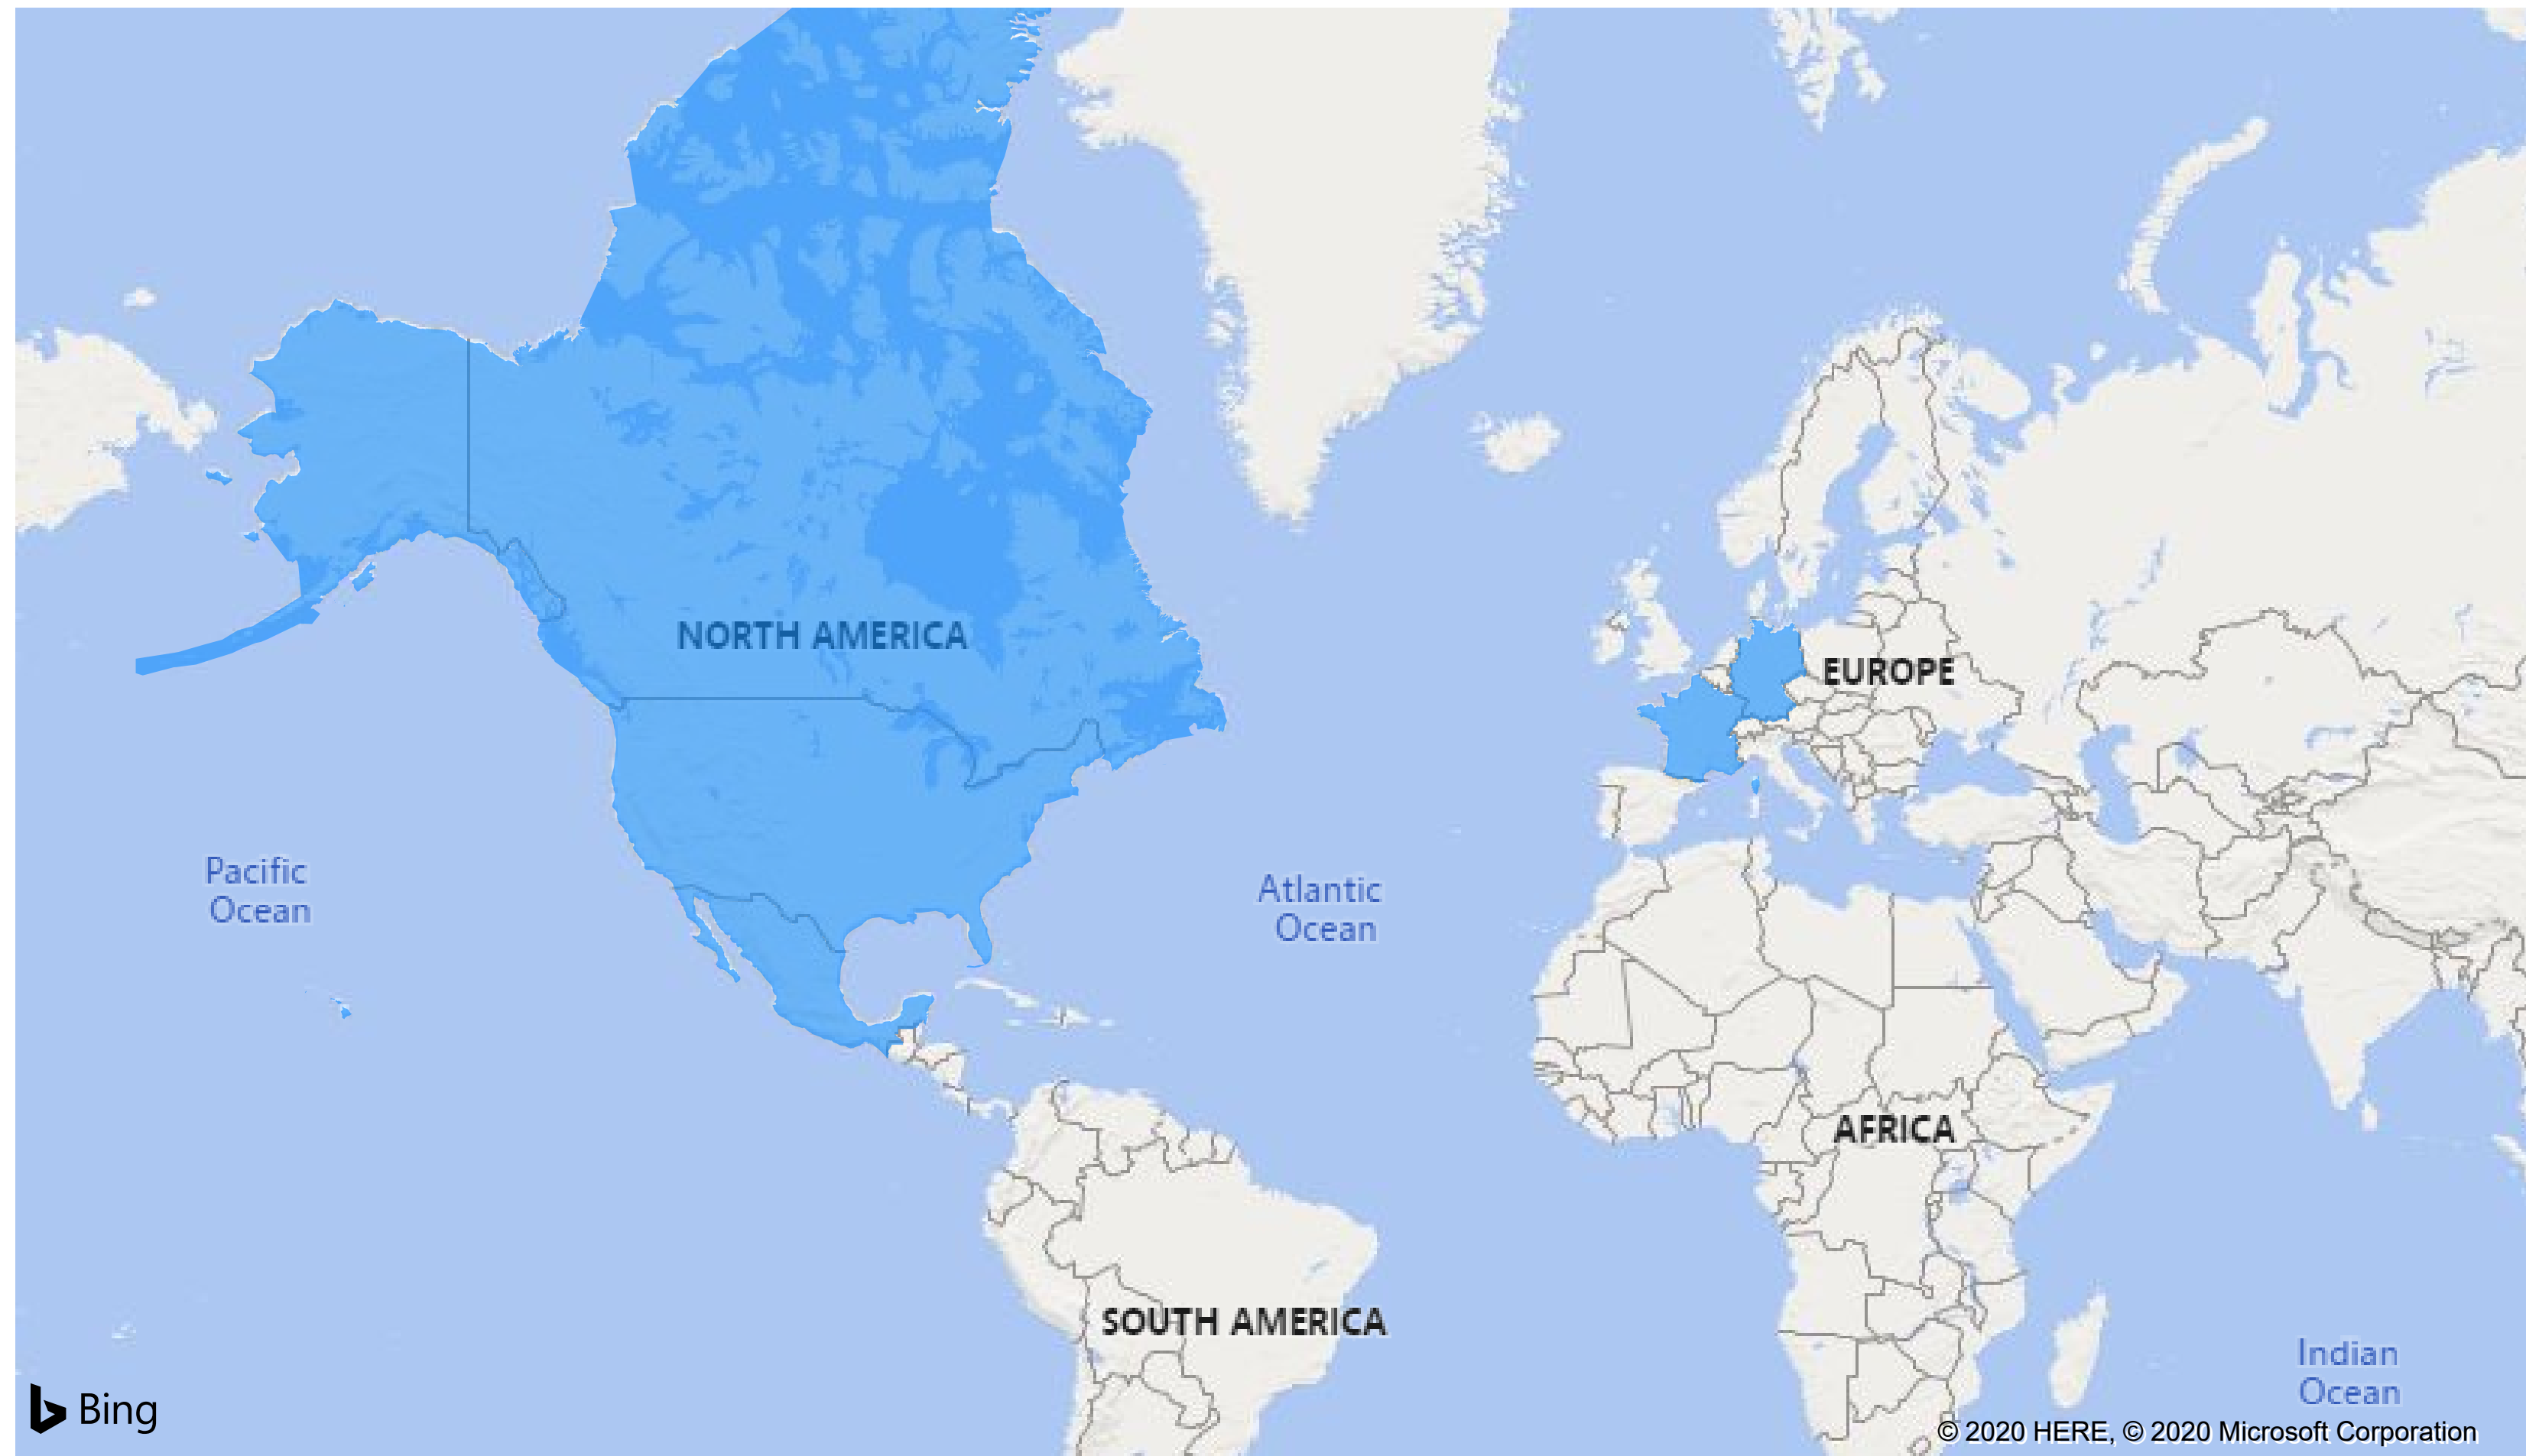 NORTH AMERICA
EUROPE
Pacific
Ocean
Atlantic
Ocean
AFRICA
SOUTH AMERICA
Indian
Ocean
Bing
© 2020 HERE, © 2020 Microsoft Corporation